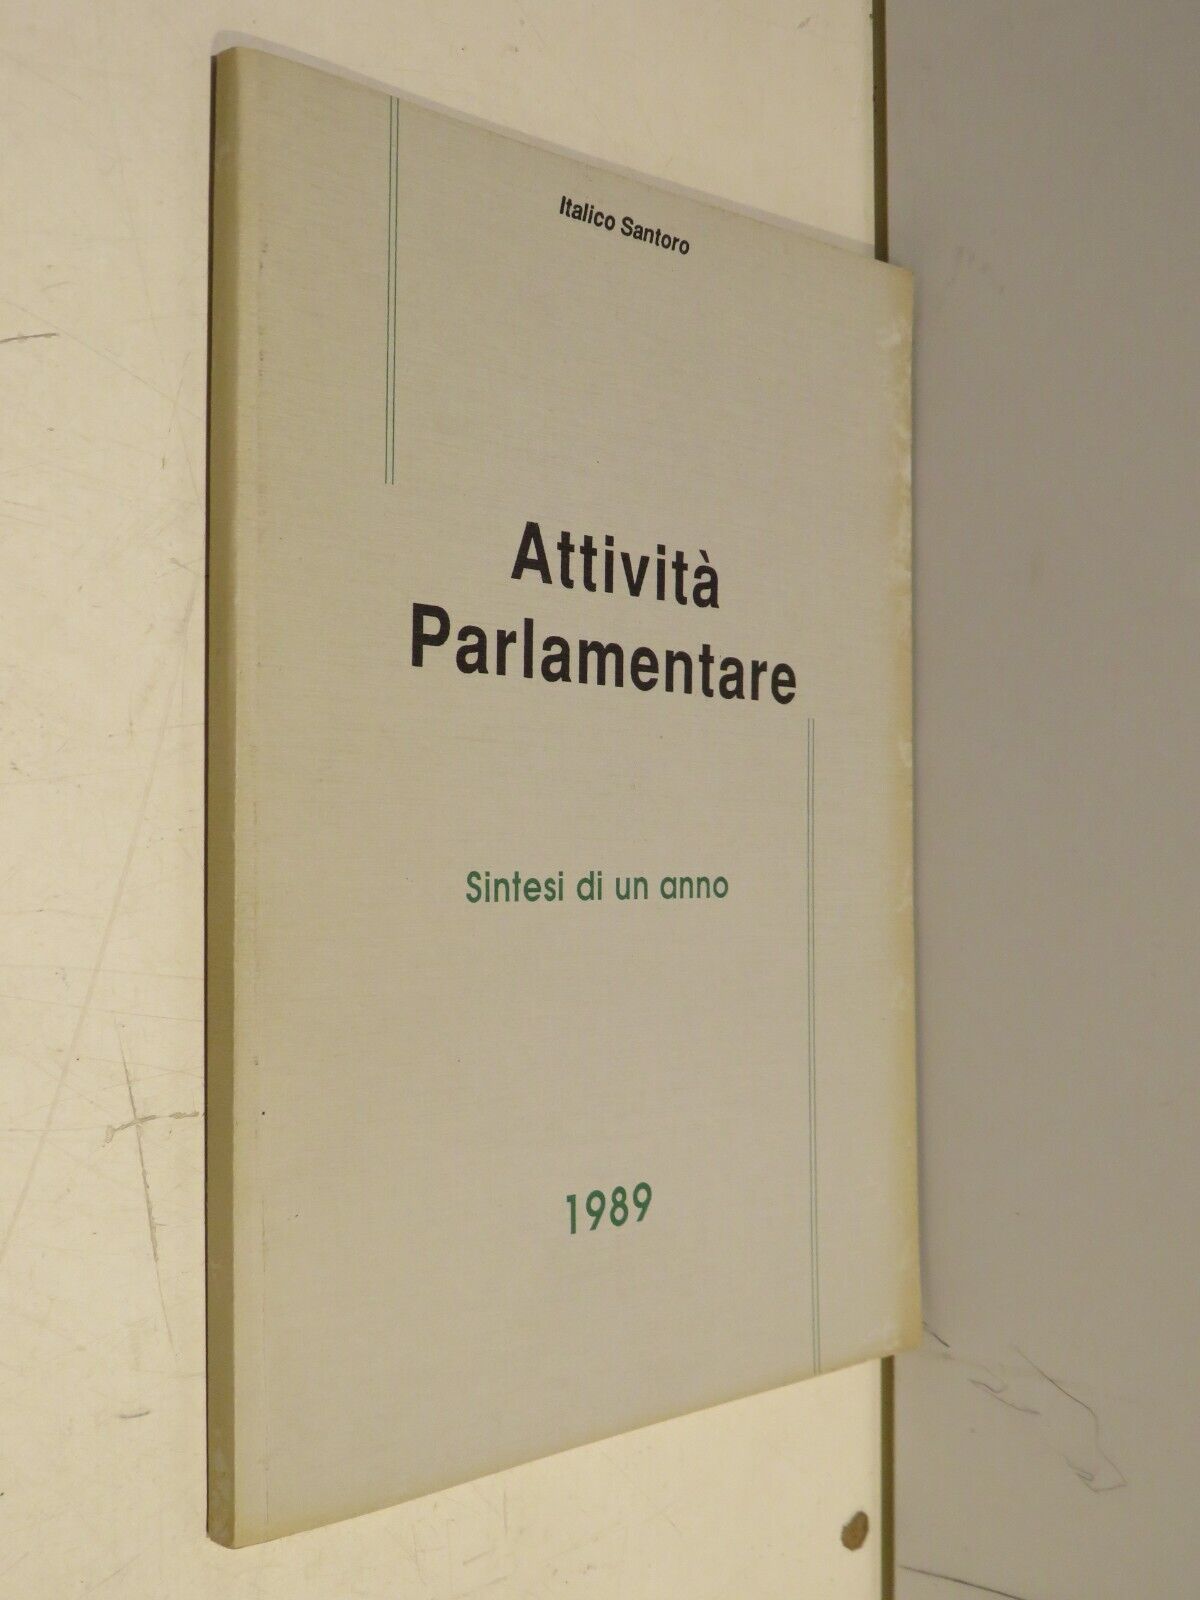 Italico Santoro
Attività
Parlamentare
Sintesi di un anno
1989